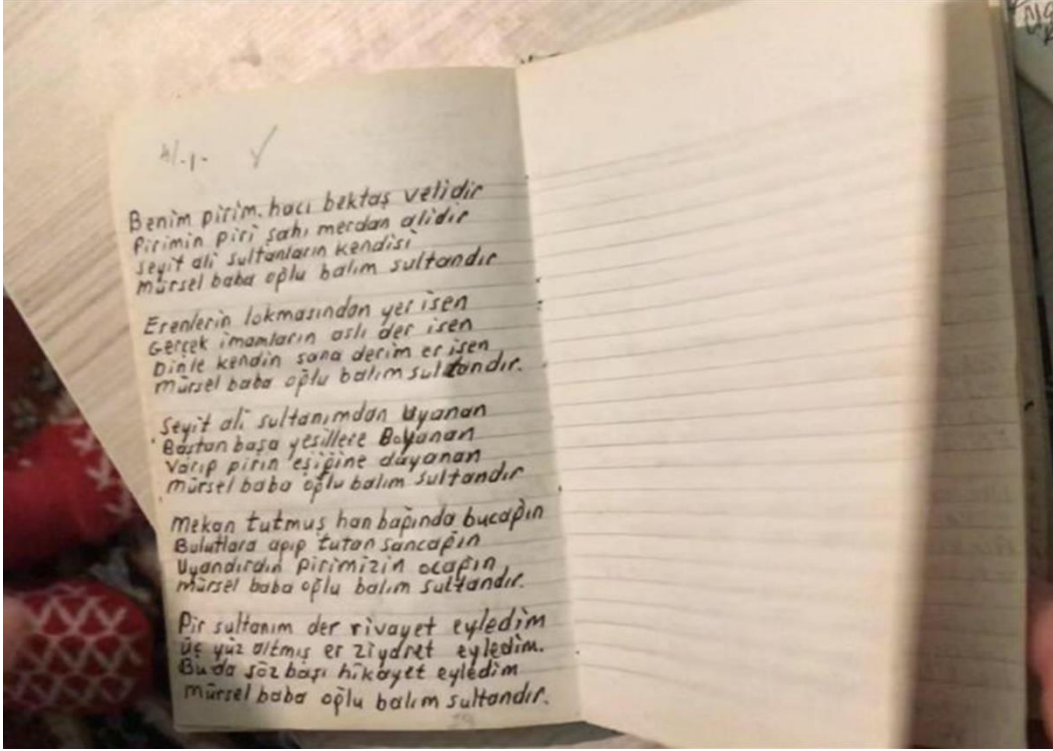 Benim pirim. hacı bektaş velidir
Pirimin piri şahı merdan alidir
Seyit ali sultanların kendisi
mürsel baba oğlu balım sultandır
Erenlerin lokmasından yer isen
Gerçek imamların aslı der isen
Dinle kendin sana derim er isen
mürsel baba oğlu balım sultandır.
Seyit ali sultanımdan uyanan
Baştan başa yeşillere Boyanan
Varıp pirin eşiğine dayanan
mürsel baba oğlu balım sultandır
Mekan tutmuş han bağında bucağın
Bulutlara ağıp tutan sancağın
Uyandırdın pirimizin ocağın
mürsel baba oğlu balım sultandır.
Pir sultanım der rivayet eyledim
üç yüz altmış er ziyaret eyledim.
Buda söz başı hikayet eyledim
mürsel baba oğlu balım sultandır.